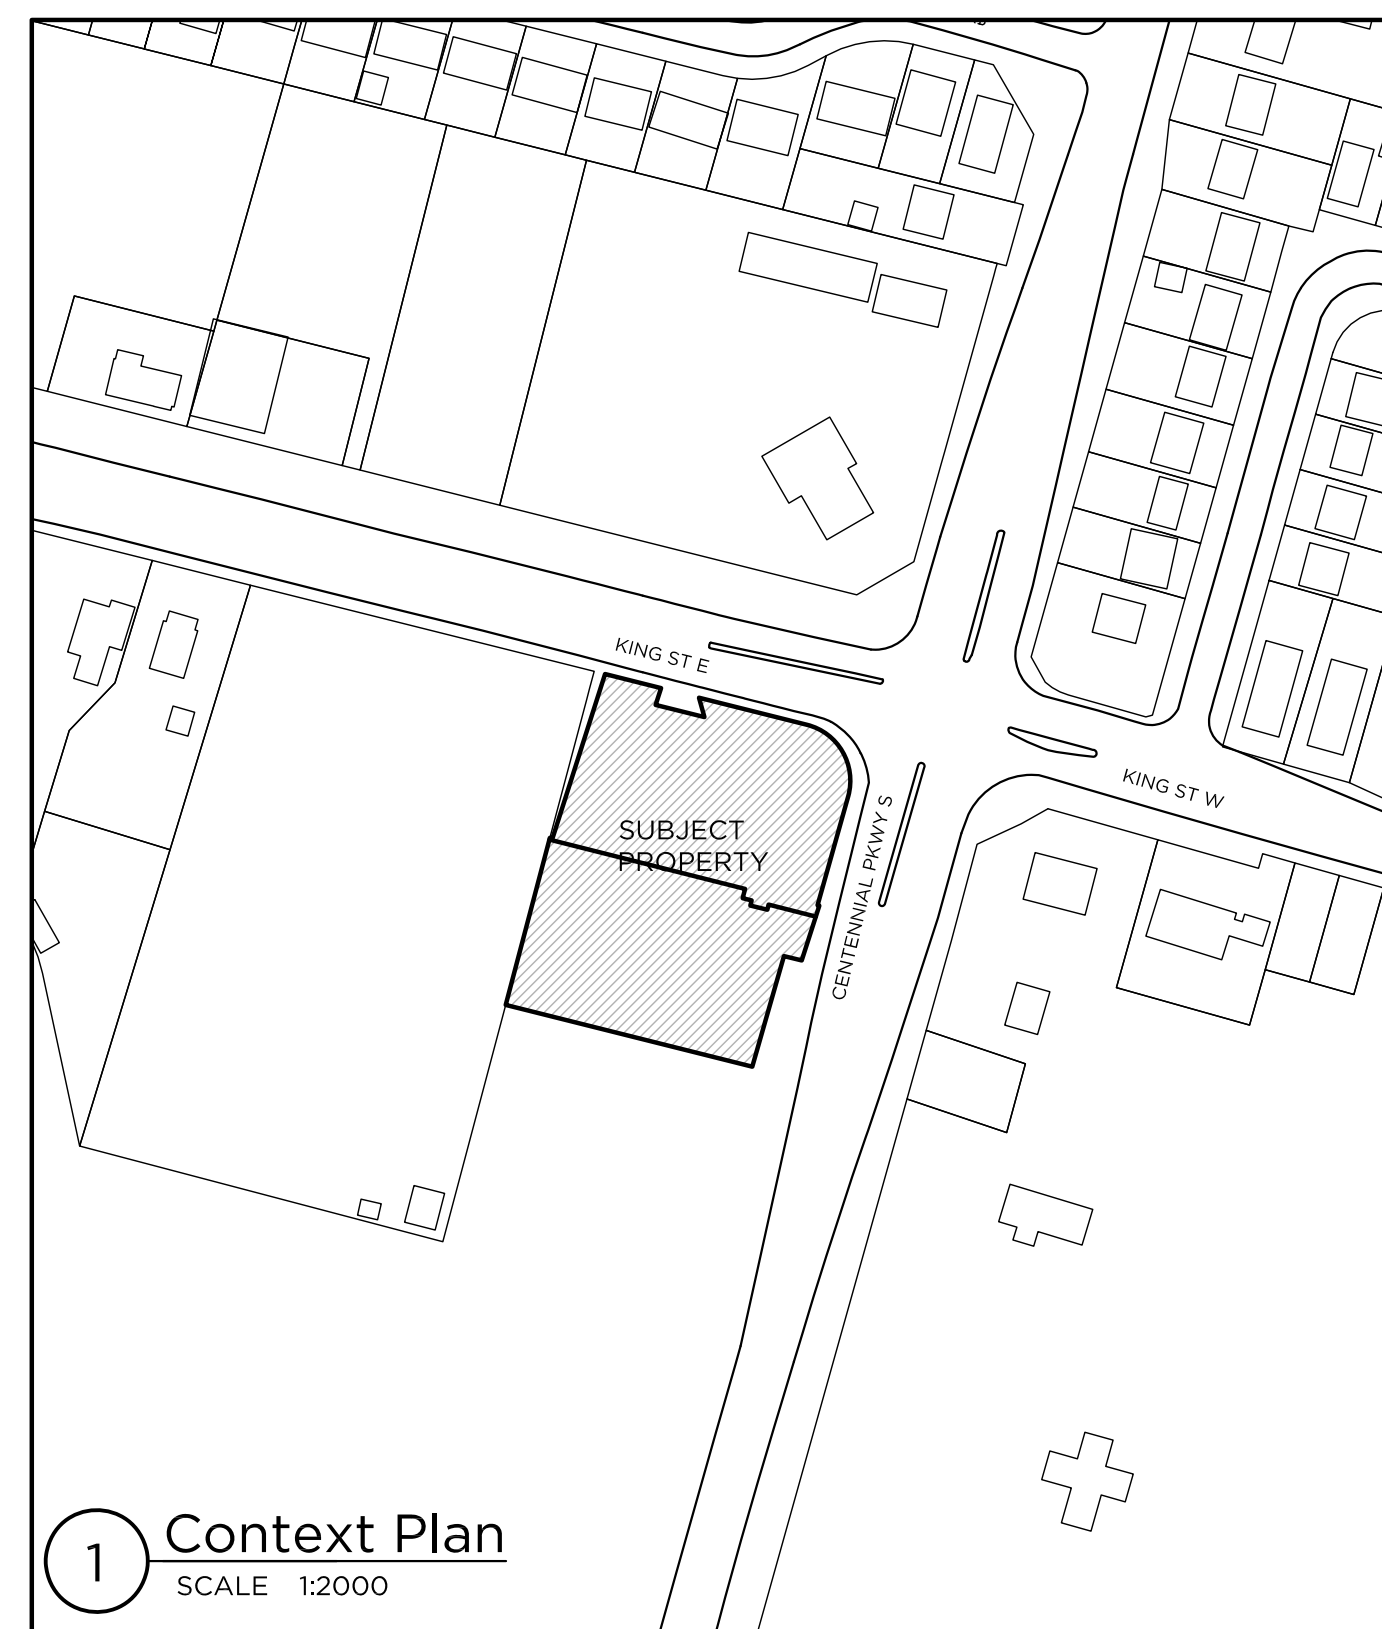 KING ST E
KING ST W
CENTENNIAL PKWY S
SUBJECT
PROPERTY
1
Context Plan
SCALE 1:2000